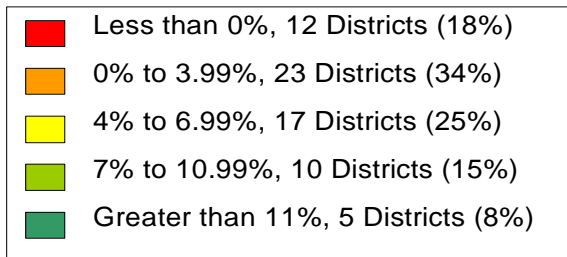 Less than 0%, 12 Districts (18%)
0% to 3.99%, 23 Districts (34%)
4% to 6.99%, 17 Districts (25%)
7% to 10.99%, 10 Districts (15%)
Greater than 11%, 5 Districts (8%)